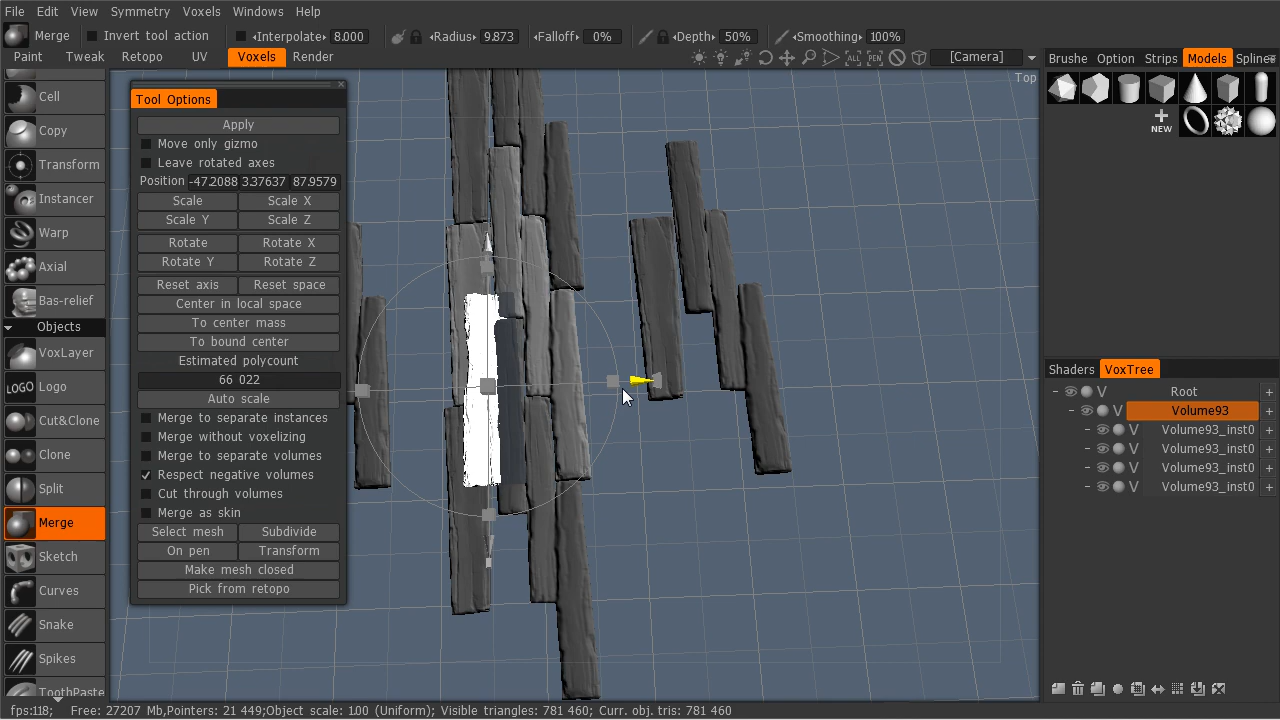 File Edit View Symmetry Voxels Windows Help
Merge Invert tool action Interpolate: 8.000 Radius: 9.873 Falloff: 0% Depth: 50% Smoothing: 100%
Paint Tweak Retopo UV Voxels Render [Camera]
Brushe Option Strips Models Spline
Top
NEW
Cell
Copy
Transform
Instancer
Warp
Axial
Bas-relief
Objects
VoxLayer
LOGO Logo
Cut&Clone
Clone
Split
Merge
Sketch
Curves
Snake
Spikes
ToothPaste
Tool Options
Apply
Move only gizmo
Leave rotated axes
Position -47.2088 3.37637 87.9579
Scale Scale X
Scale Y Scale Z
Rotate Rotate X
Rotate Y Rotate Z
Reset axis Reset space
Center in local space
To center mass
To bound center
Estimated polycount
66 022
Auto scale
Merge to separate instances
Merge without voxelizing
Merge to separate volumes
Respect negative volumes
Cut through volumes
Merge as skin
Select mesh Subdivide
On pen Transform
Make mesh closed
Pick from retopo
Shaders VoxTree
V Root +
V Volume93 +
V Volume93_inst0 +
V Volume93_inst0 +
V Volume93_inst0 +
V Volume93_inst0 +
fps:118; Free: 27207 Mb,Pointers: 21 449;Object scale: 1.00 (Uniform); Visible triangles: 781 460; Curr. obj. tris: 781 460